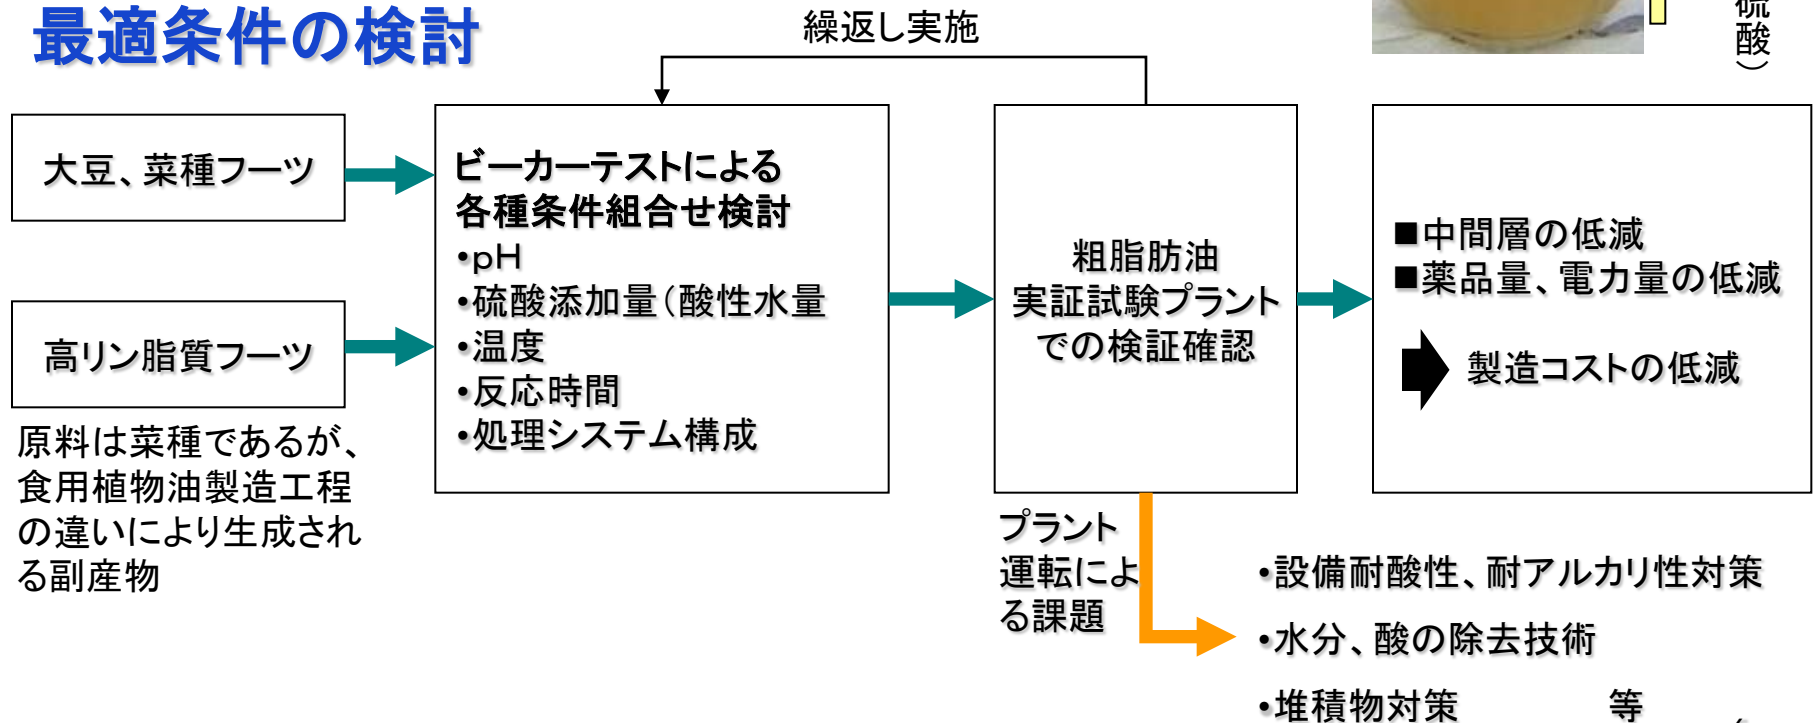 最適条件の検討
繰返し実施
硫酸）
大豆、菜種フーツ
高リン脂質フーツ
原料は菜種であるが、
食用植物油製造工程
の違いにより生成され
る副産物
ビーカーテストによる
各種条件組合せ検討
•pH
•硫酸添加量（酸性水量
•温度
•反応時間
•処理システム構成
粗脂肪油
実証試験プラント
での検証確認
■中間層の低減
■薬品量、電力量の低減
製造コストの低減
プラント
運転によ
る課題
•設備耐酸性、耐アルカリ性対策
•水分、酸の除去技術
•堆積物対策 等